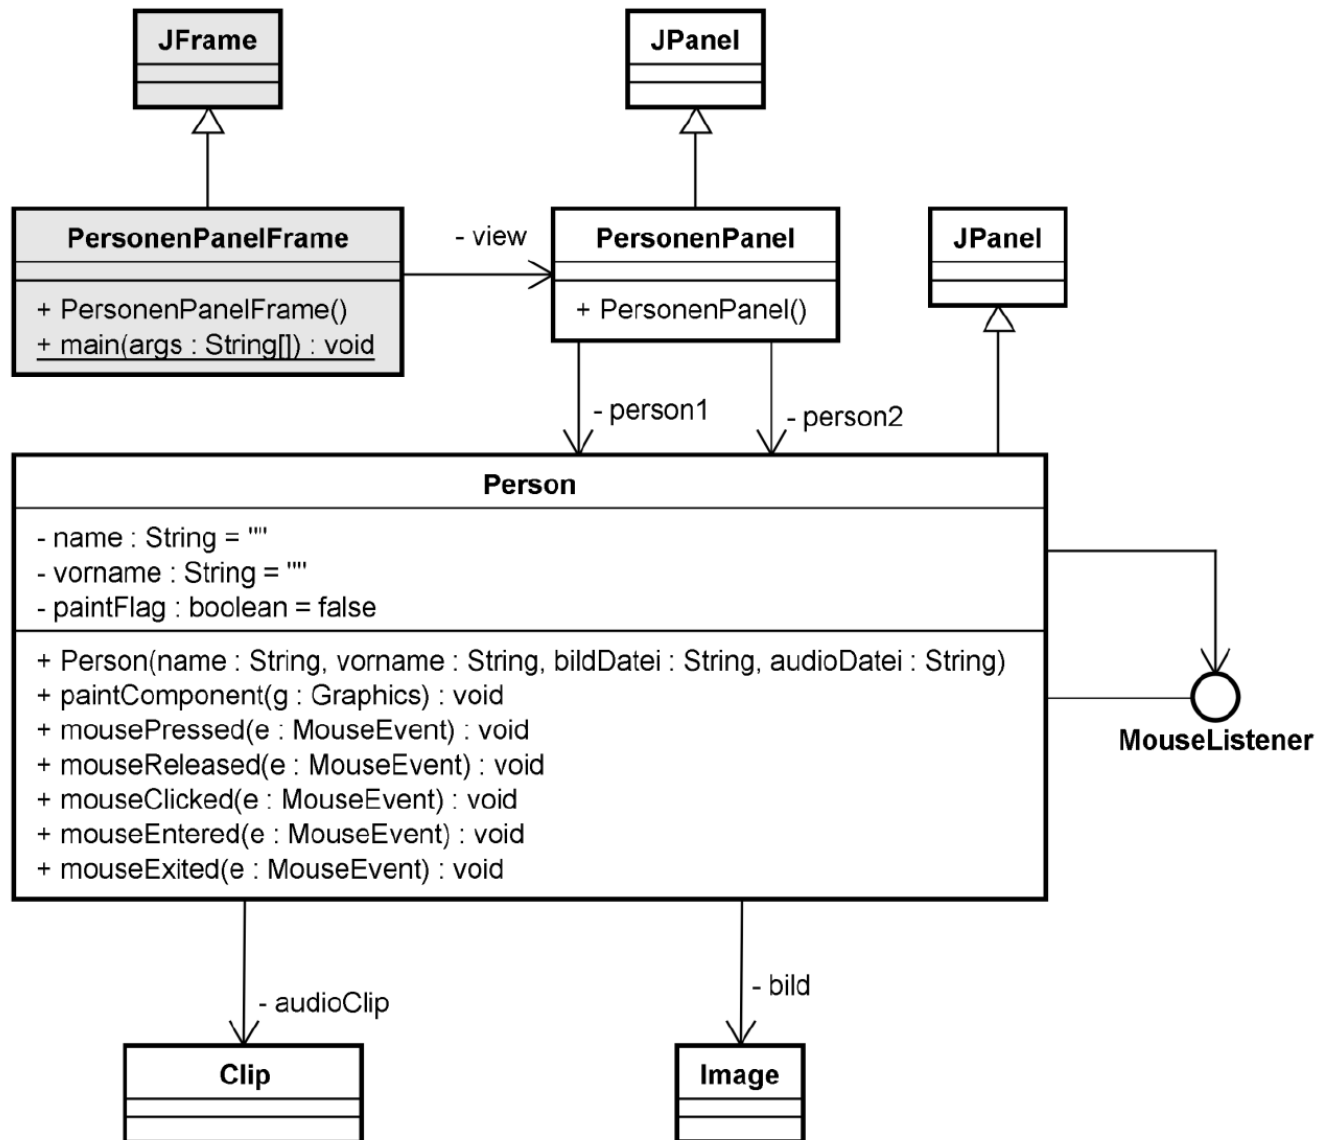 JFrame
JPanel
PersonenPanelFrame
+ PersonenPanelFrame()
+ main(args : String[]) : void
- view
PersonenPanel
+ PersonenPanel()
JPanel
- person1
- person2
Person
- name : String = ""
- vorname : String = ""
- paintFlag : boolean = false
+ Person(name : String, vorname : String, bildDatei : String, audioDatei : String)
+ paintComponent(g : Graphics) : void
+ mousePressed(e : MouseEvent) : void
+ mouseReleased(e : MouseEvent) : void
+ mouseClicked(e : MouseEvent) : void
+ mouseEntered(e : MouseEvent) : void
+ mouseExited(e : MouseEvent) : void
MouseListener
- audioClip
- bild
Clip
Image